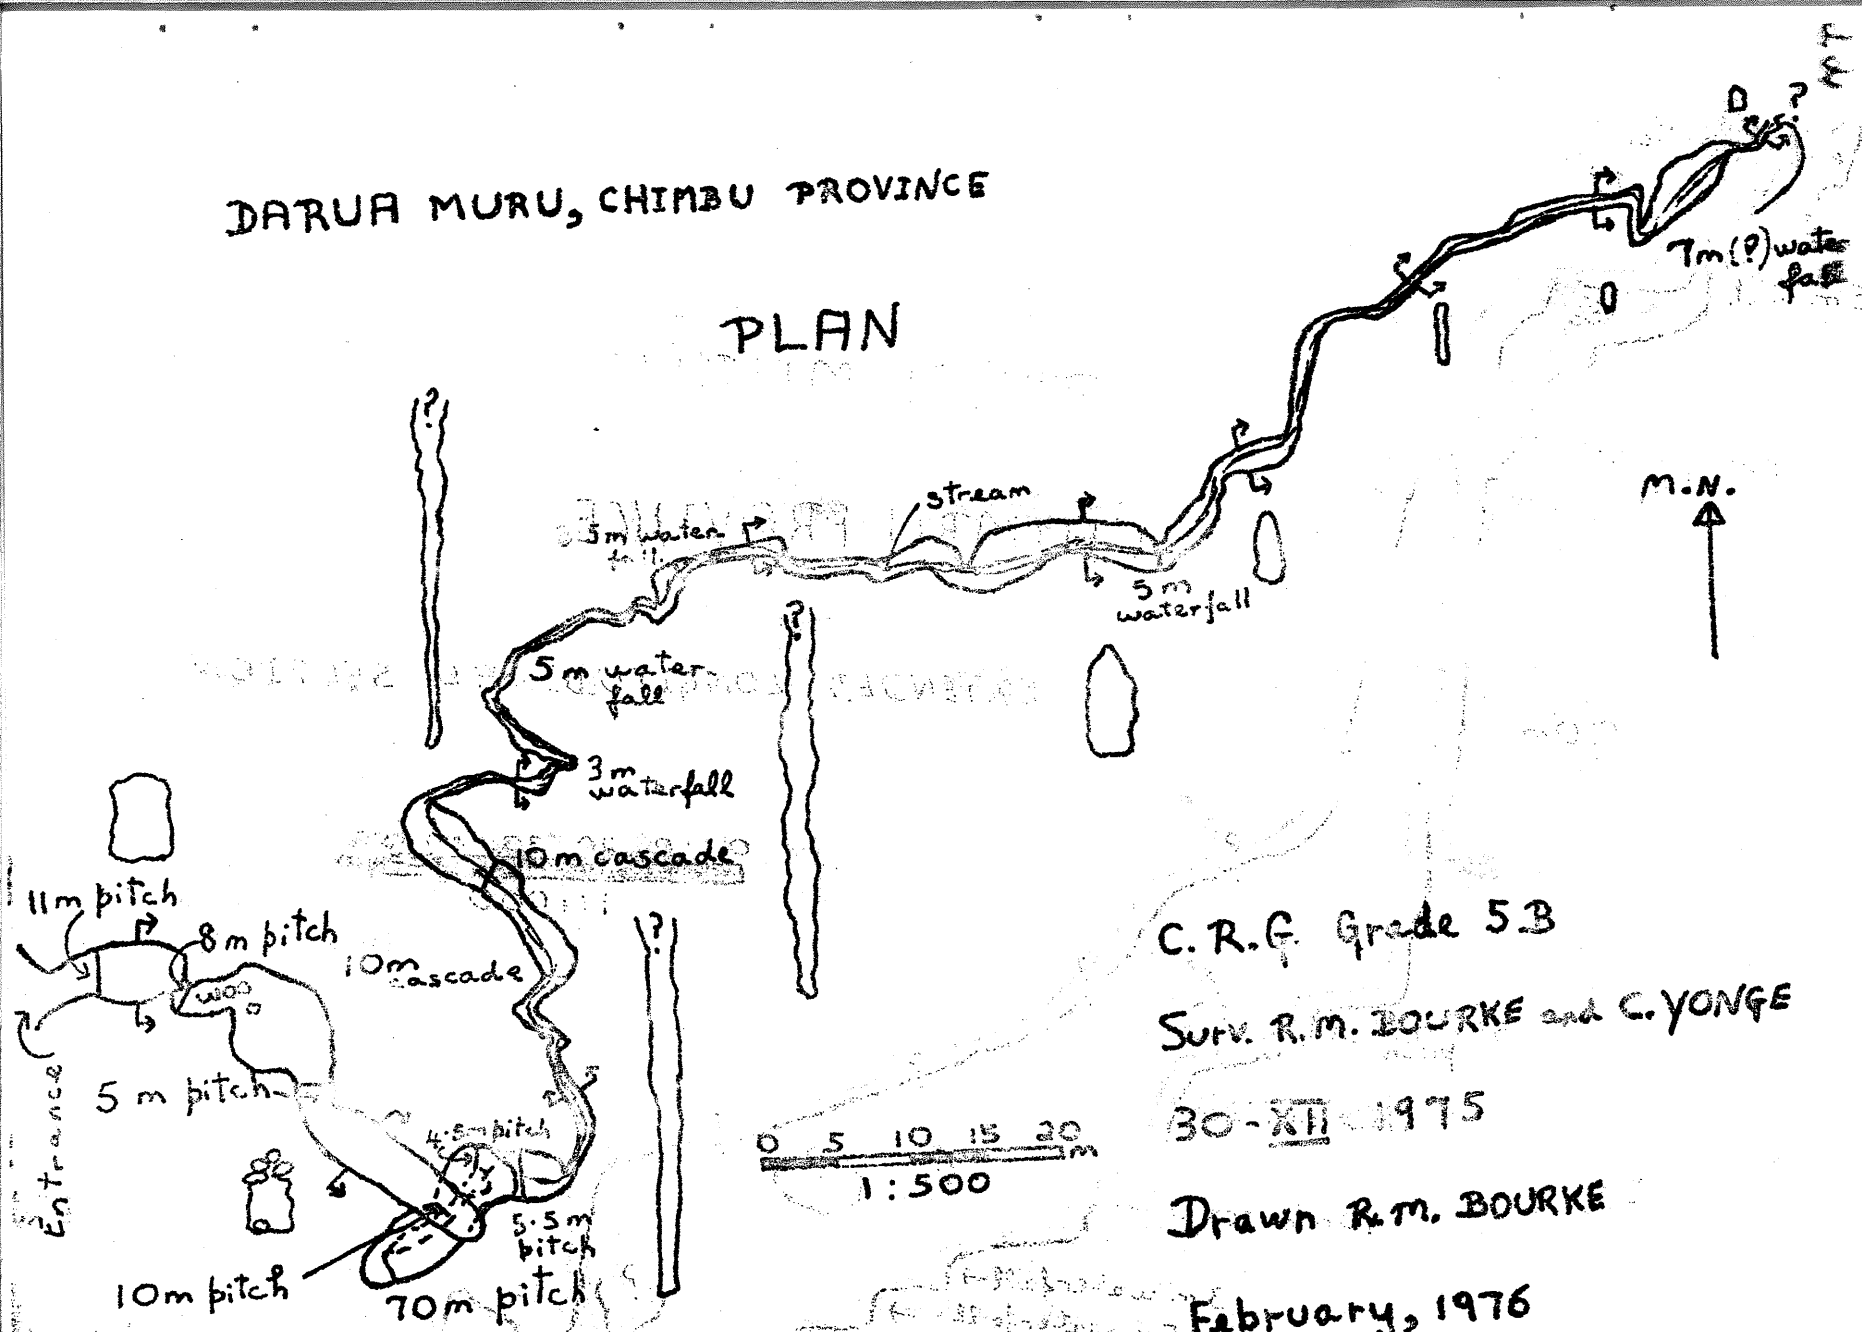 DARUA MURU, CHIMBU PROVINCE
PLAN
?
7m(?) water
fall
M.N.
?
stream
5m water
fall
5m
waterfall
?
5m water
fall
3m
waterfall
10m cascade
11m pitch
8m pitch
10m
cascade
?
C.R.G. Grade 5.B
Surv. R.M. BOURKE and C. YONGE
Entrance
5 m pitch
4.5m pitch
30-XII 1975
0 5 10 15 20
m
1:500
5.5m
pitch
Drawn R.M. BOURKE
10m pitch
70m pitch
February, 1976